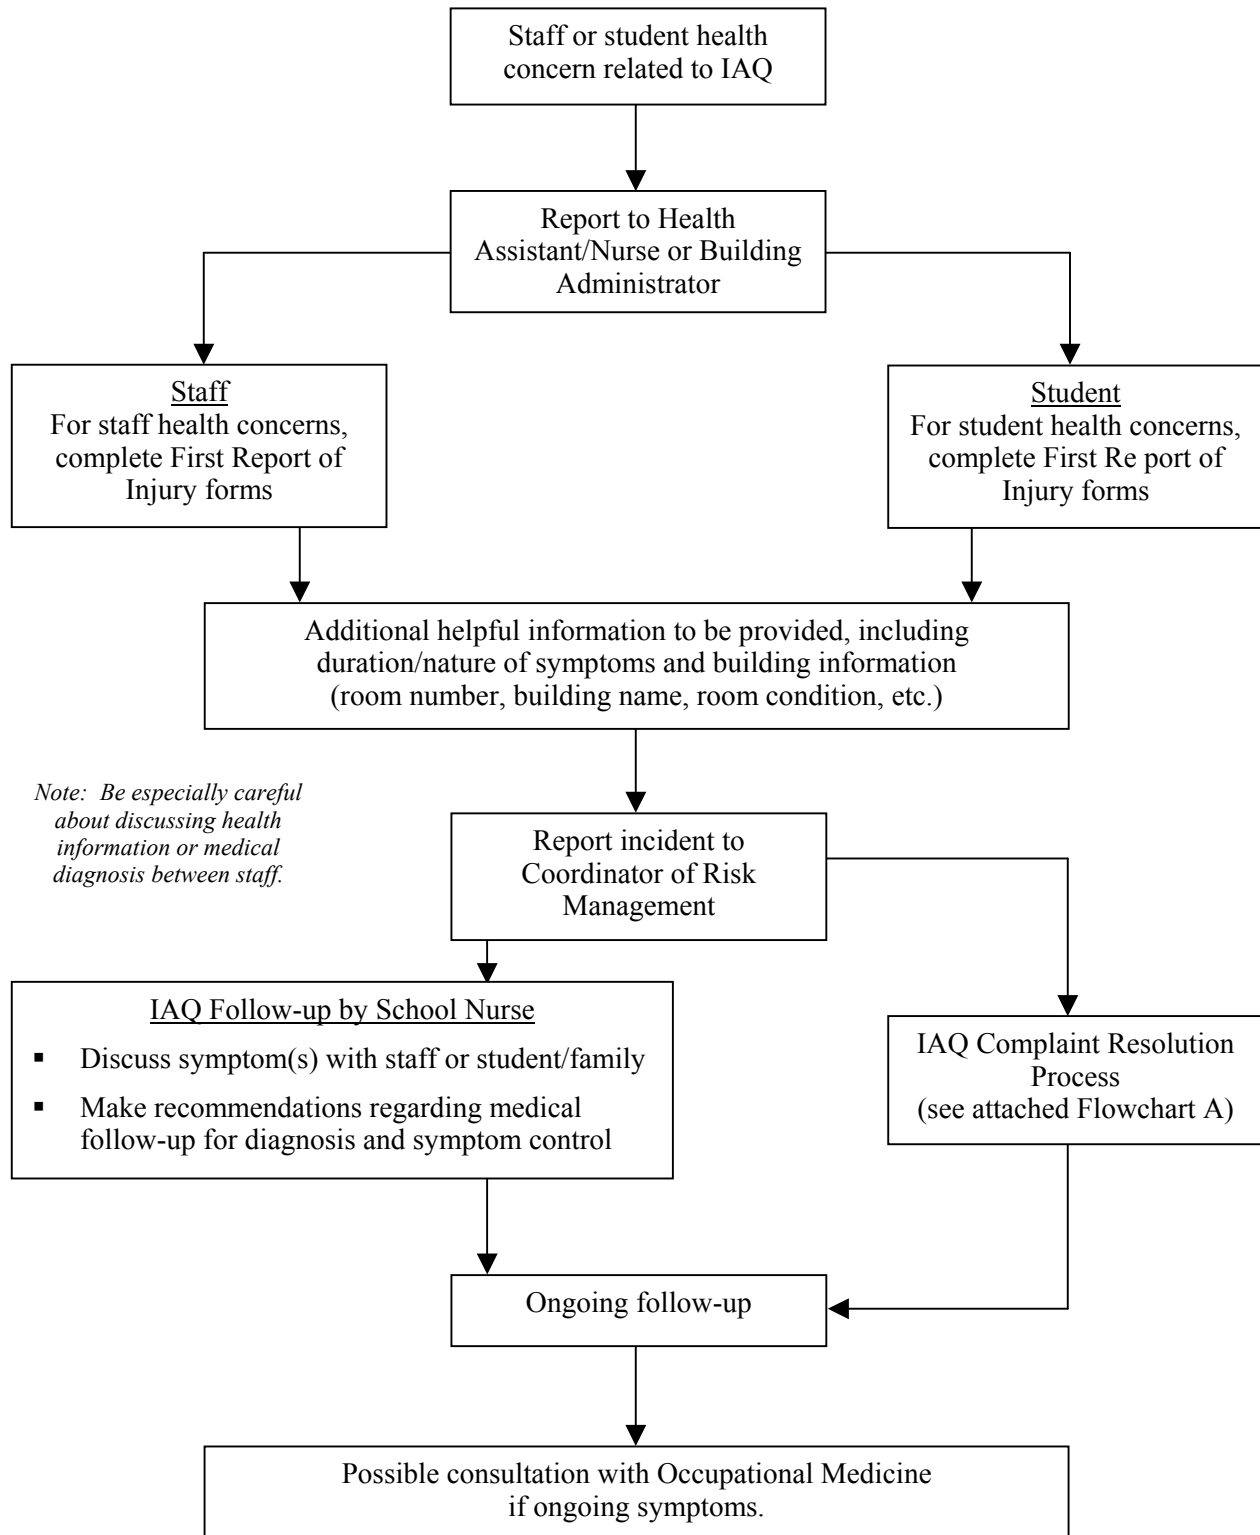 Staff or student health
concern related to IAQ
Report to Health
Assistant/Nurse or Building
Administrator
Staff
For staff health concerns,
complete First Report of
Injury forms
Student
For student health concerns,
complete First Re port of
Injury forms
Additional helpful information to be provided, including
duration/nature of symptoms and building information
(room number, building name, room condition, etc.)
Note: Be especially careful
about discussing health
information or medical
diagnosis between staff.
Report incident to
Coordinator of Risk
Management
IAQ Follow-up by School Nurse
▪ Discuss symptom(s) with staff or student/family
▪ Make recommendations regarding medical
follow-up for diagnosis and symptom control
IAQ Complaint Resolution
Process
(see attached Flowchart A)
Ongoing follow-up
Possible consultation with Occupational Medicine
if ongoing symptoms.